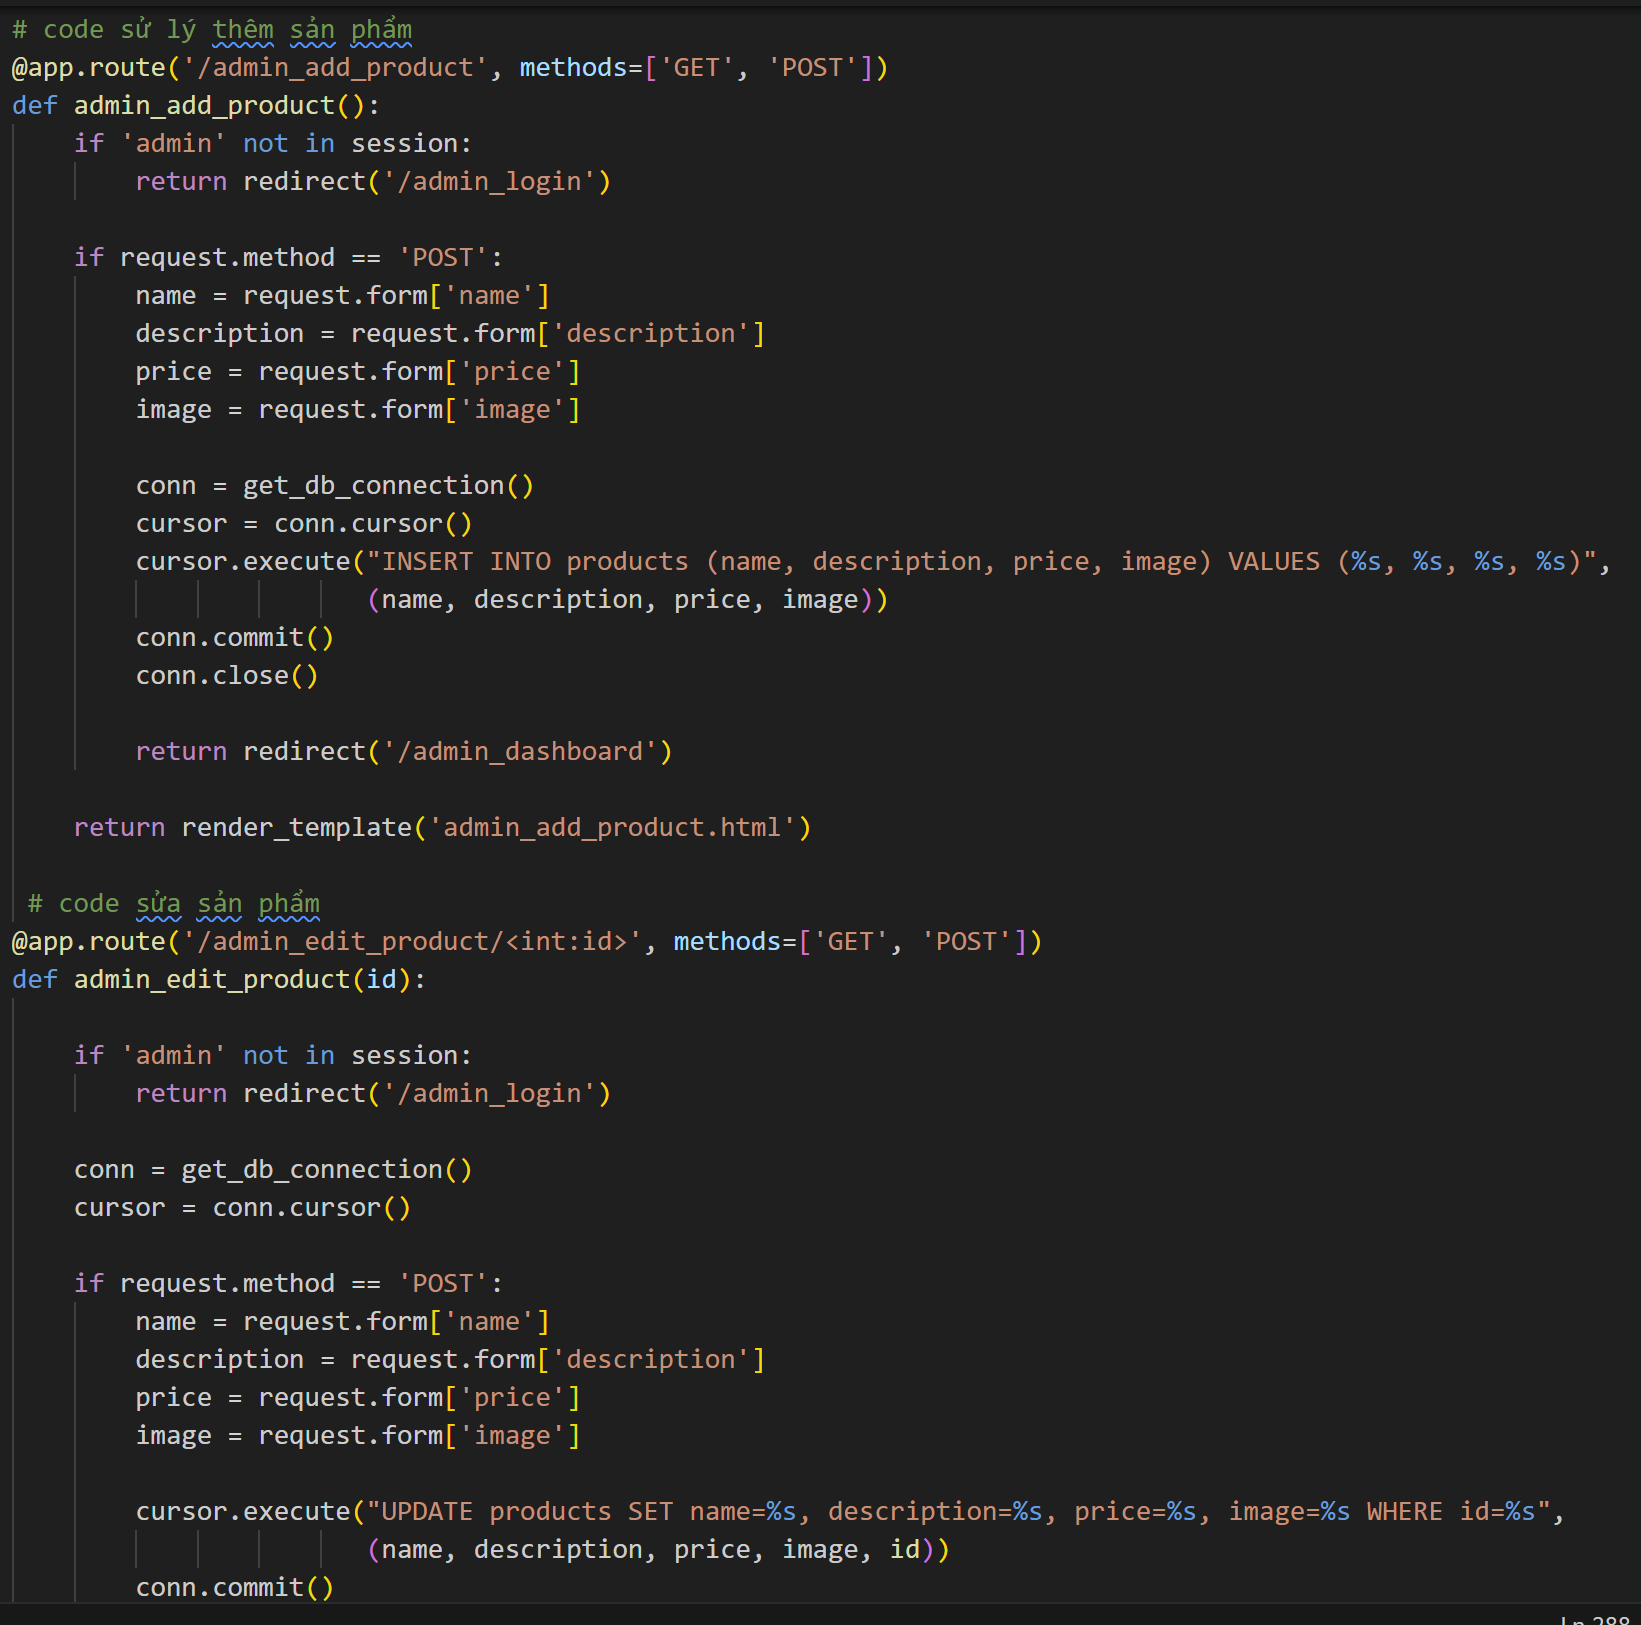 # code sử lý thêm sản phẩm
@app.route('/admin_add_product', methods=['GET', 'POST'])
def admin_add_product():
    if 'admin' not in session:
        return redirect('/admin_login')

    if request.method == 'POST':
        name = request.form['name']
        description = request.form['description']
        price = request.form['price']
        image = request.form['image']

        conn = get_db_connection()
        cursor = conn.cursor()
        cursor.execute("INSERT INTO products (name, description, price, image) VALUES (%s, %s, %s, %s)",
                       (name, description, price, image))
        conn.commit()
        conn.close()

        return redirect('/admin_dashboard')

    return render_template('admin_add_product.html')

 # code sửa sản phẩm
@app.route('/admin_edit_product/<int:id>', methods=['GET', 'POST'])
def admin_edit_product(id):

    if 'admin' not in session:
        return redirect('/admin_login')

    conn = get_db_connection()
    cursor = conn.cursor()

    if request.method == 'POST':
        name = request.form['name']
        description = request.form['description']
        price = request.form['price']
        image = request.form['image']

        cursor.execute("UPDATE products SET name=%s, description=%s, price=%s, image=%s WHERE id=%s",
                       (name, description, price, image, id))
        conn.commit()
Ln 288